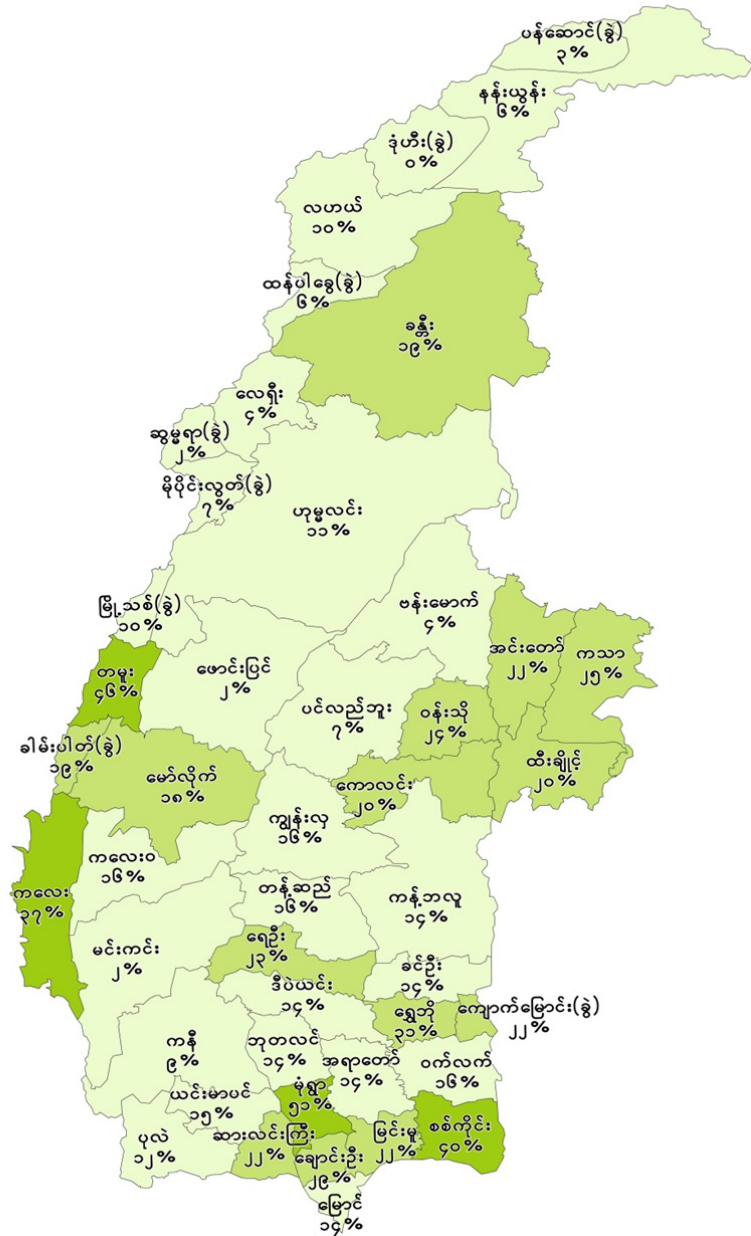 ပန်ဆောင်(ခွဲ)
၃%
နန်းယွန်း
၆%
ဒုံဟီး(ခွဲ)
၀%
လဟယ်
၁၀%
ထန်ပါခွေ(ခွဲ)
၆%
ခန္တီး
၁၉%
လေရှီး
၄%
ဆွမ္မရာ(ခွဲ)
၂%
မိုပိုင်းလွတ်(ခွဲ)
၇%
ဟုမ္မလင်း
၁၁%
မြို့သစ်(ခွဲ)
၁၀%
ဗန်းမောက်
၄%
အင်းတော်
၂၂%
ကသာ
၂၅%
တမူး
၄၆%
ဖောင်းပြင်
၂%
ပင်လည်ဘူး
၇%
ဝန်းသို
၂၄%
ခါမ်းပါတ်(ခွဲ)
၁၉%
မော်လိုက်
၁၈%
ကောလင်း
၂၀%
ထီးချိုင့်
၂၀%
ကျွန်းလှ
၁၆%
ကလေးဝ
၁၆%
ကလေး
၃၇%
တန့်ဆည်
၁၆%
ကန့်ဘလူ
၁၄%
မင်းကင်း
၂%
ရေဦး
၂၃%
ခင်ဦး
၁၄%
ဒီပဲယင်း
၁၄%
ရွှေဘို
၃၁%
ကျောက်မြောင်း(ခွဲ)
၂၂%
ကနီ
၉%
ဘုတလင်
၁၄%
အရာတော်
၁၄%
ဝက်လက်
၁၆%
ယင်းမာပင်
၁၅%
မုံရွာ
၅၁%
ပုလဲ
၁၂%
ဆားလင်းကြီး
၂၂%
ချောင်းဦး
၂၉%
မြင်းမူ
၂၂%
စစ်ကိုင်း
၄၀%
မြောင်
၁၄%